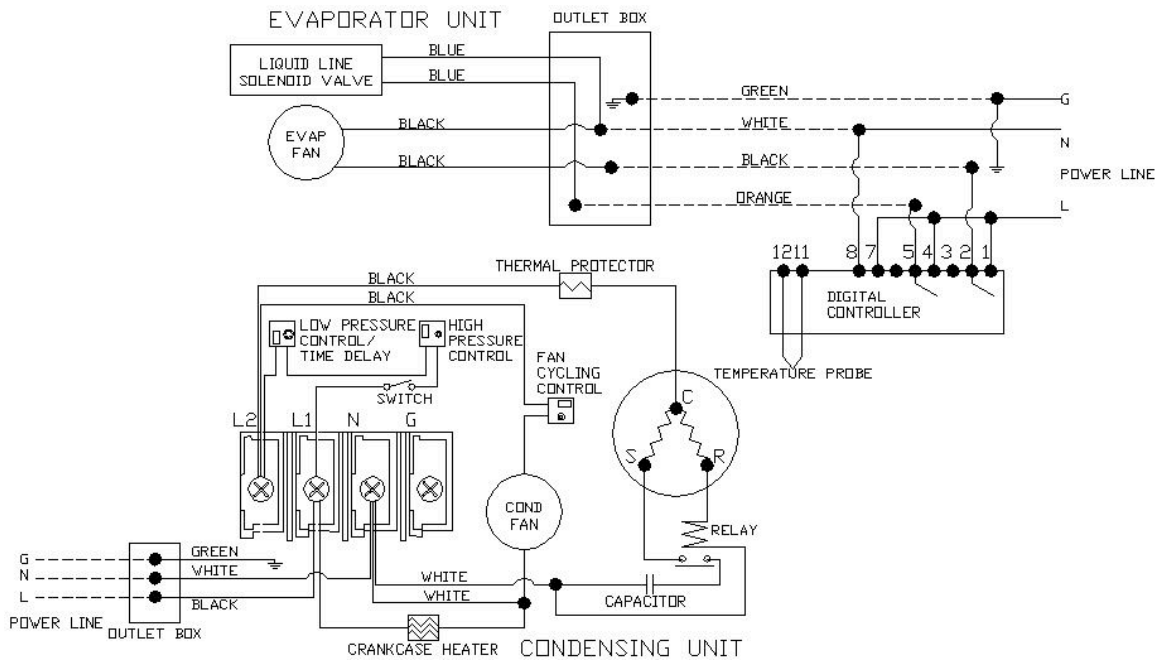 EVAPORATOR UNIT
OUTLET BOX
LIQUID LINE
SOLENOID VALVE
BLUE
BLUE
EVAP
FAN
BLACK
BLACK
GREEN
WHITE
BLACK
ORANGE
G
N
POWER LINE
L
12 11 8 7 5 4 3 2 1
DIGITAL
CONTROLLER
TEMPERATURE PROBE
BLACK
BLACK
THERMAL PROTECTOR
LOW PRESSURE
CONTROL/
TIME DELAY
HIGH
PRESSURE
CONTROL
SWITCH
FAN
CYCLING
CONTROL
L2 L1 N G
C
S R
COND
FAN
RELAY
G
N
L
POWER LINE
OUTLET BOX
GREEN
WHITE
BLACK
WHITE
WHITE
CAPACITOR
CRANKCASE HEATER
CONDENSING UNIT